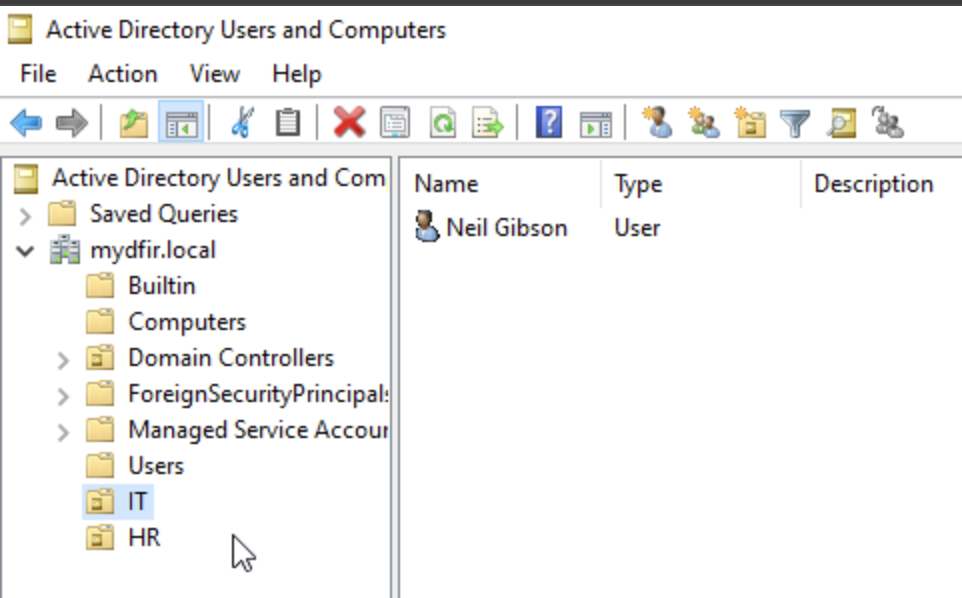 Active Directory Users and Computers
File Action View Help
Active Directory Users and Com
Name Type Description
Saved Queries
Neil Gibson User
mydfir.local
Builtin
Computers
Domain Controllers
ForeignSecurityPrincipals
Managed Service Accour
Users
IT
HR